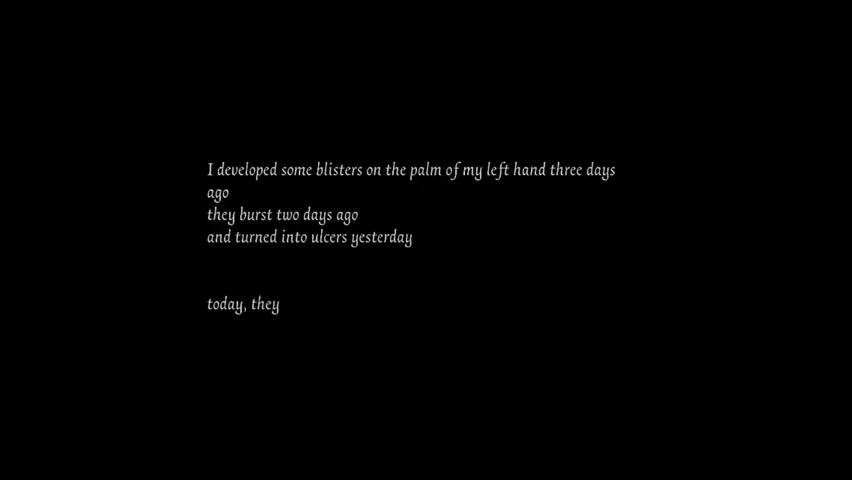 I developed some blisters on the palm of my left hand three days
ago
they burst two days ago
and turned into ulcers yesterday
today, they